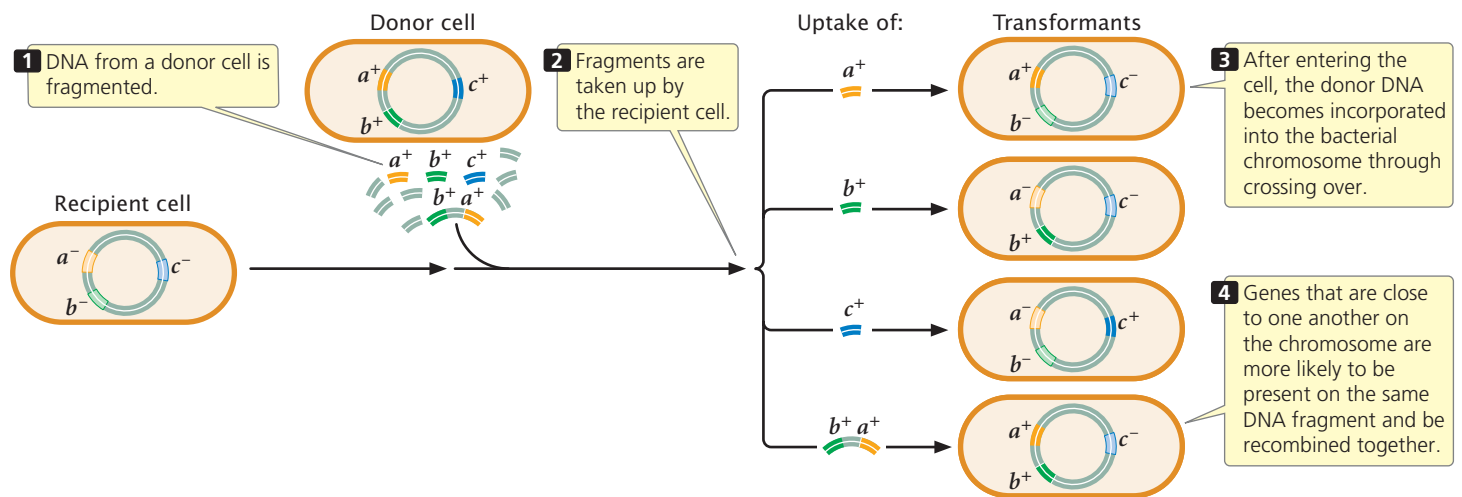 Donor cell
1 DNA from a donor cell is
fragmented.
a+
c+
b+
a+ b+ c+
b+ a+
Recipient cell
a−
c−
b−
2 Fragments are
taken up by
the recipient cell.
Uptake of:
Transformants
a+
a+
c−
b−
3 After entering the
cell, the donor DNA
becomes incorporated
into the bacterial
chromosome through
crossing over.
b+
a−
c−
b+
c+
a−
c+
b−
b+ a+
a+
c−
b+
4 Genes that are close
to one another on
the chromosome are
more likely to be
present on the same
DNA fragment and be
recombined together.